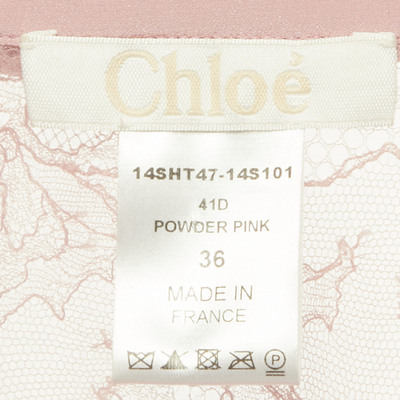 Chloé
14SHT47-14S101
41D
POWDER PINK
36
MADE IN
FRANCE
P